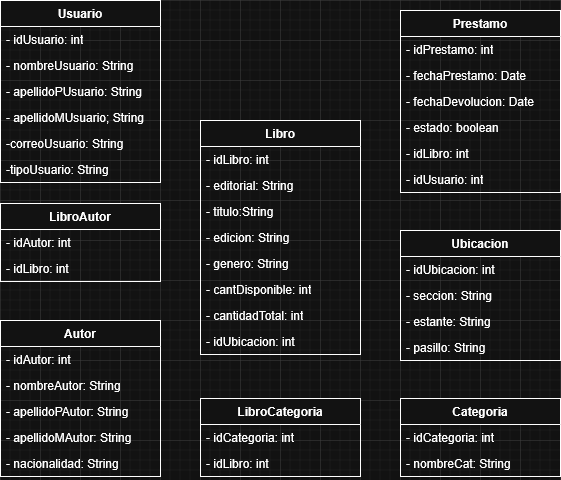 Usuario
- idUsuario: int
- nombreUsuario: String
- apellidoPUsuario: String
- apellidoMUsuario; String
-correoUsuario: String
-tipoUsuario: String
LibroAutor
- idAutor: int
- idLibro: int
Autor
- idAutor: int
- nombreAutor: String
- apellidoPAutor: String
- apellidoMAutor: String
- nacionalidad: String
Libro
- idLibro: int
- editorial: String
- titulo:String
- edicion: String
- genero: String
- cantDisponible: int
- cantidadTotal: int
- idUbicacion: int
LibroCategoria
- idCategoria: int
- idLibro: int
Prestamo
- idPrestamo: int
- fechaPrestamo: Date
- fechaDevolucion: Date
- estado: boolean
- idLibro: int
- idUsuario: int
Ubicacion
- idUbicacion: int
- seccion: String
- estante: String
- pasillo: String
Categoria
- idCategoria: int
- nombreCat: String